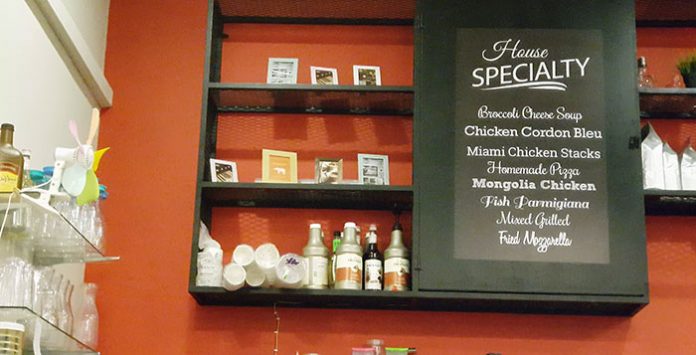 House
SPECIALTY
Broccoli Cheese Soup
Chicken Cordon Bleu
Miami Chicken Stacks
Homemade Pizza
Mongolia Chicken
Fish Parmigiana
Mixed Grilled
Fried Mozzarella